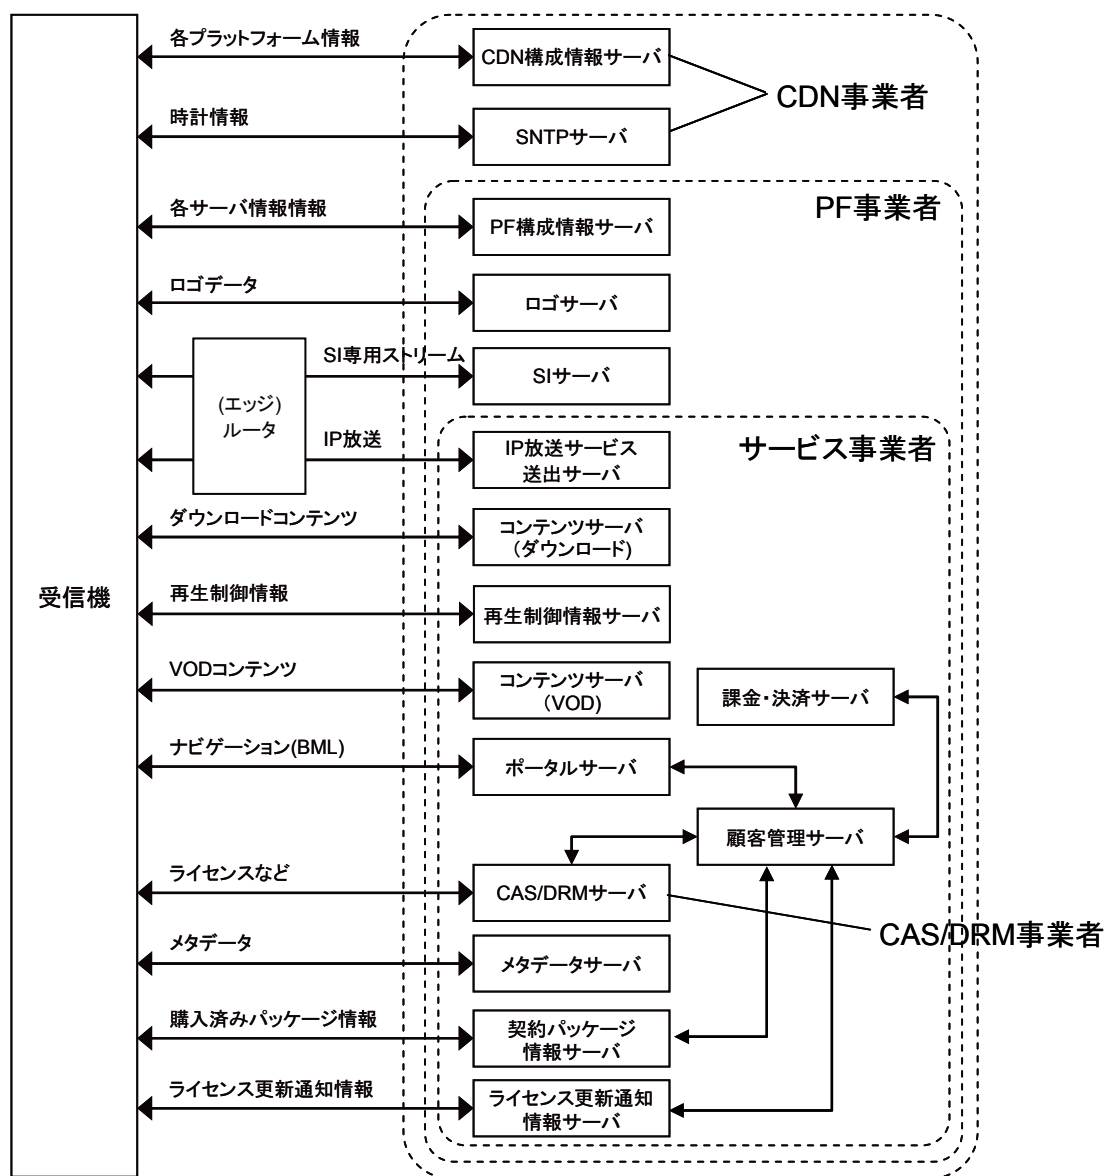 各プラットフォーム情報
CDN構成情報サーバ
CDN事業者
時計情報
SNTPサーバ
PF事業者
各サーバ情報情報
PF構成情報サーバ
ロゴデータ
ロゴサーバ
SI専用ストリーム
SIサーバ
(エッジ)
ルータ
サービス事業者
IP放送
IP放送サービス
送出サーバ
ダウンロードコンテンツ
コンテンツサーバ
(ダウンロード)
受信機
再生制御情報
再生制御情報サーバ
VODコンテンツ
コンテンツサーバ
(VOD)
課金・決済サーバ
ナビゲーション(BML)
ポータルサーバ
顧客管理サーバ
ライセンスなど
CAS/DRMサーバ
CAS/DRM事業者
メタデータ
メタデータサーバ
購入済みパッケージ情報
契約パッケージ
情報サーバ
ライセンス更新通知情報
ライセンス更新通知
情報サーバ